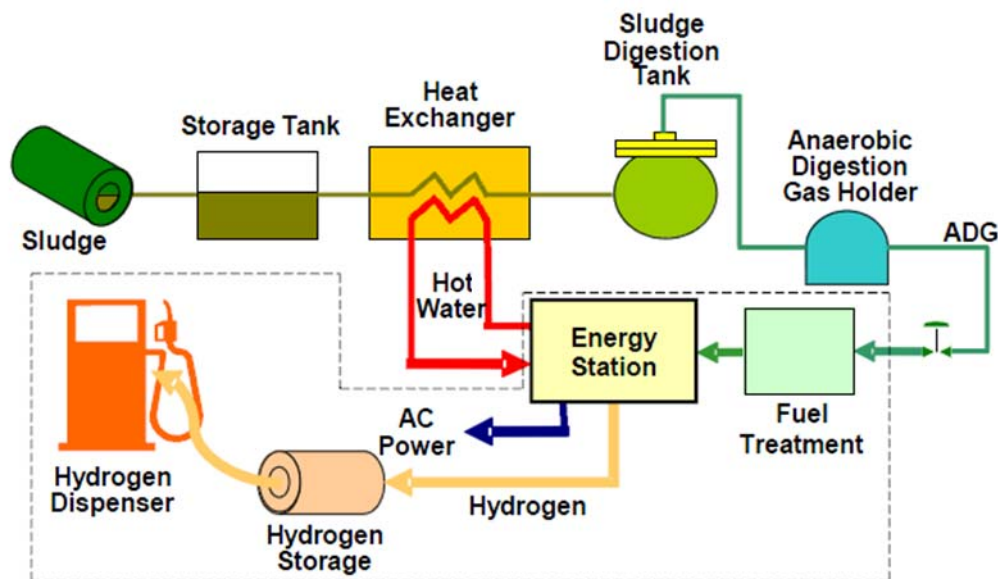 Sludge
Digestion
Tank
Heat
Exchanger
Storage Tank
Anaerobic
Digestion
Gas Holder
Sludge
ADG
Hot
Water
Energy
Station
Fuel
Treatment
AC
Power
Hydrogen
Dispenser
Hydrogen
Hydrogen
Storage